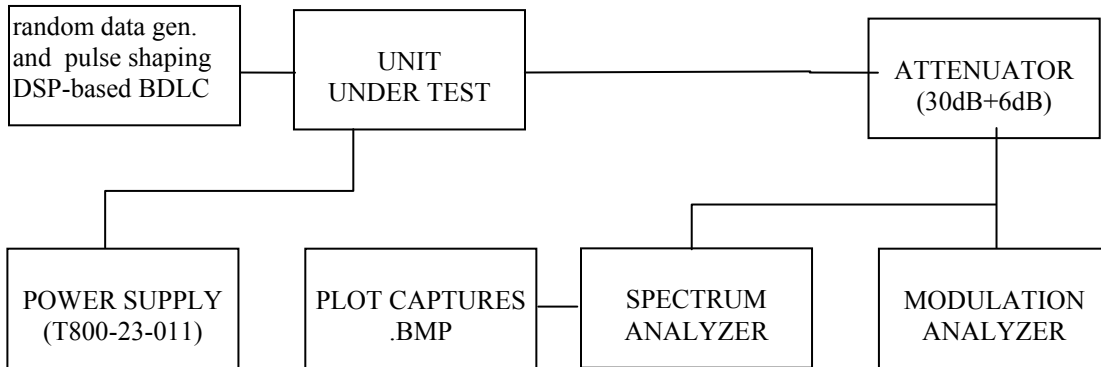 random data gen.
and pulse shaping
DSP-based BDLC
UNIT
UNDER TEST
ATTENUATOR
(30dB+6dB)
POWER SUPPLY
(T800-23-011)
PLOT CAPTURES
.BMP
SPECTRUM
ANALYZER
MODULATION
ANALYZER